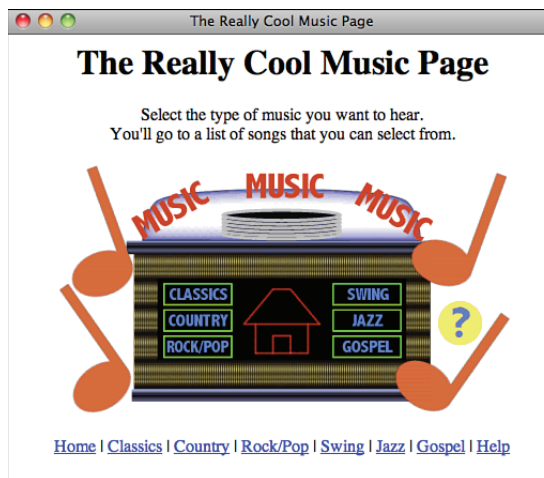 The Really Cool Music Page
The Really Cool Music Page
Select the type of music you want to hear.
You'll go to a list of songs that you can select from.
MUSIC MUSIC MUSIC
CLASSICS SWING
COUNTRY JAZZ
ROCK/POP GOSPEL
?
Home | Classics | Country | Rock/Pop | Swing | Jazz | Gospel | Help